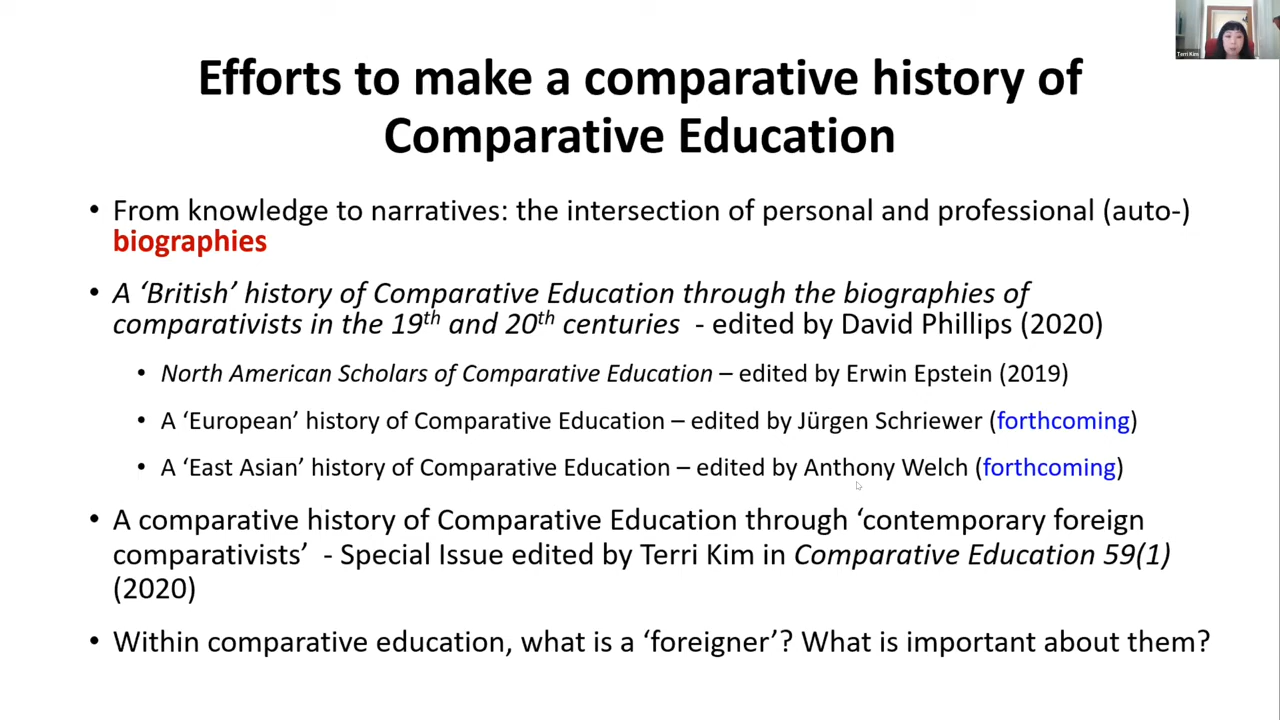 Terri Kim
Efforts to make a comparative history of
Comparative Education
• From knowledge to narratives: the intersection of personal and professional (auto-)
biographies
• A ‘British’ history of Comparative Education through the biographies of
comparativists in the 19th and 20th centuries - edited by David Phillips (2020)
• North American Scholars of Comparative Education – edited by Erwin Epstein (2019)
• A ‘European’ history of Comparative Education – edited by Jürgen Schriewer (forthcoming)
• A ‘East Asian’ history of Comparative Education – edited by Anthony Welch (forthcoming)
• A comparative history of Comparative Education through ‘contemporary foreign
comparativists’ - Special Issue edited by Terri Kim in Comparative Education 59(1)
(2020)
• Within comparative education, what is a ‘foreigner’? What is important about them?